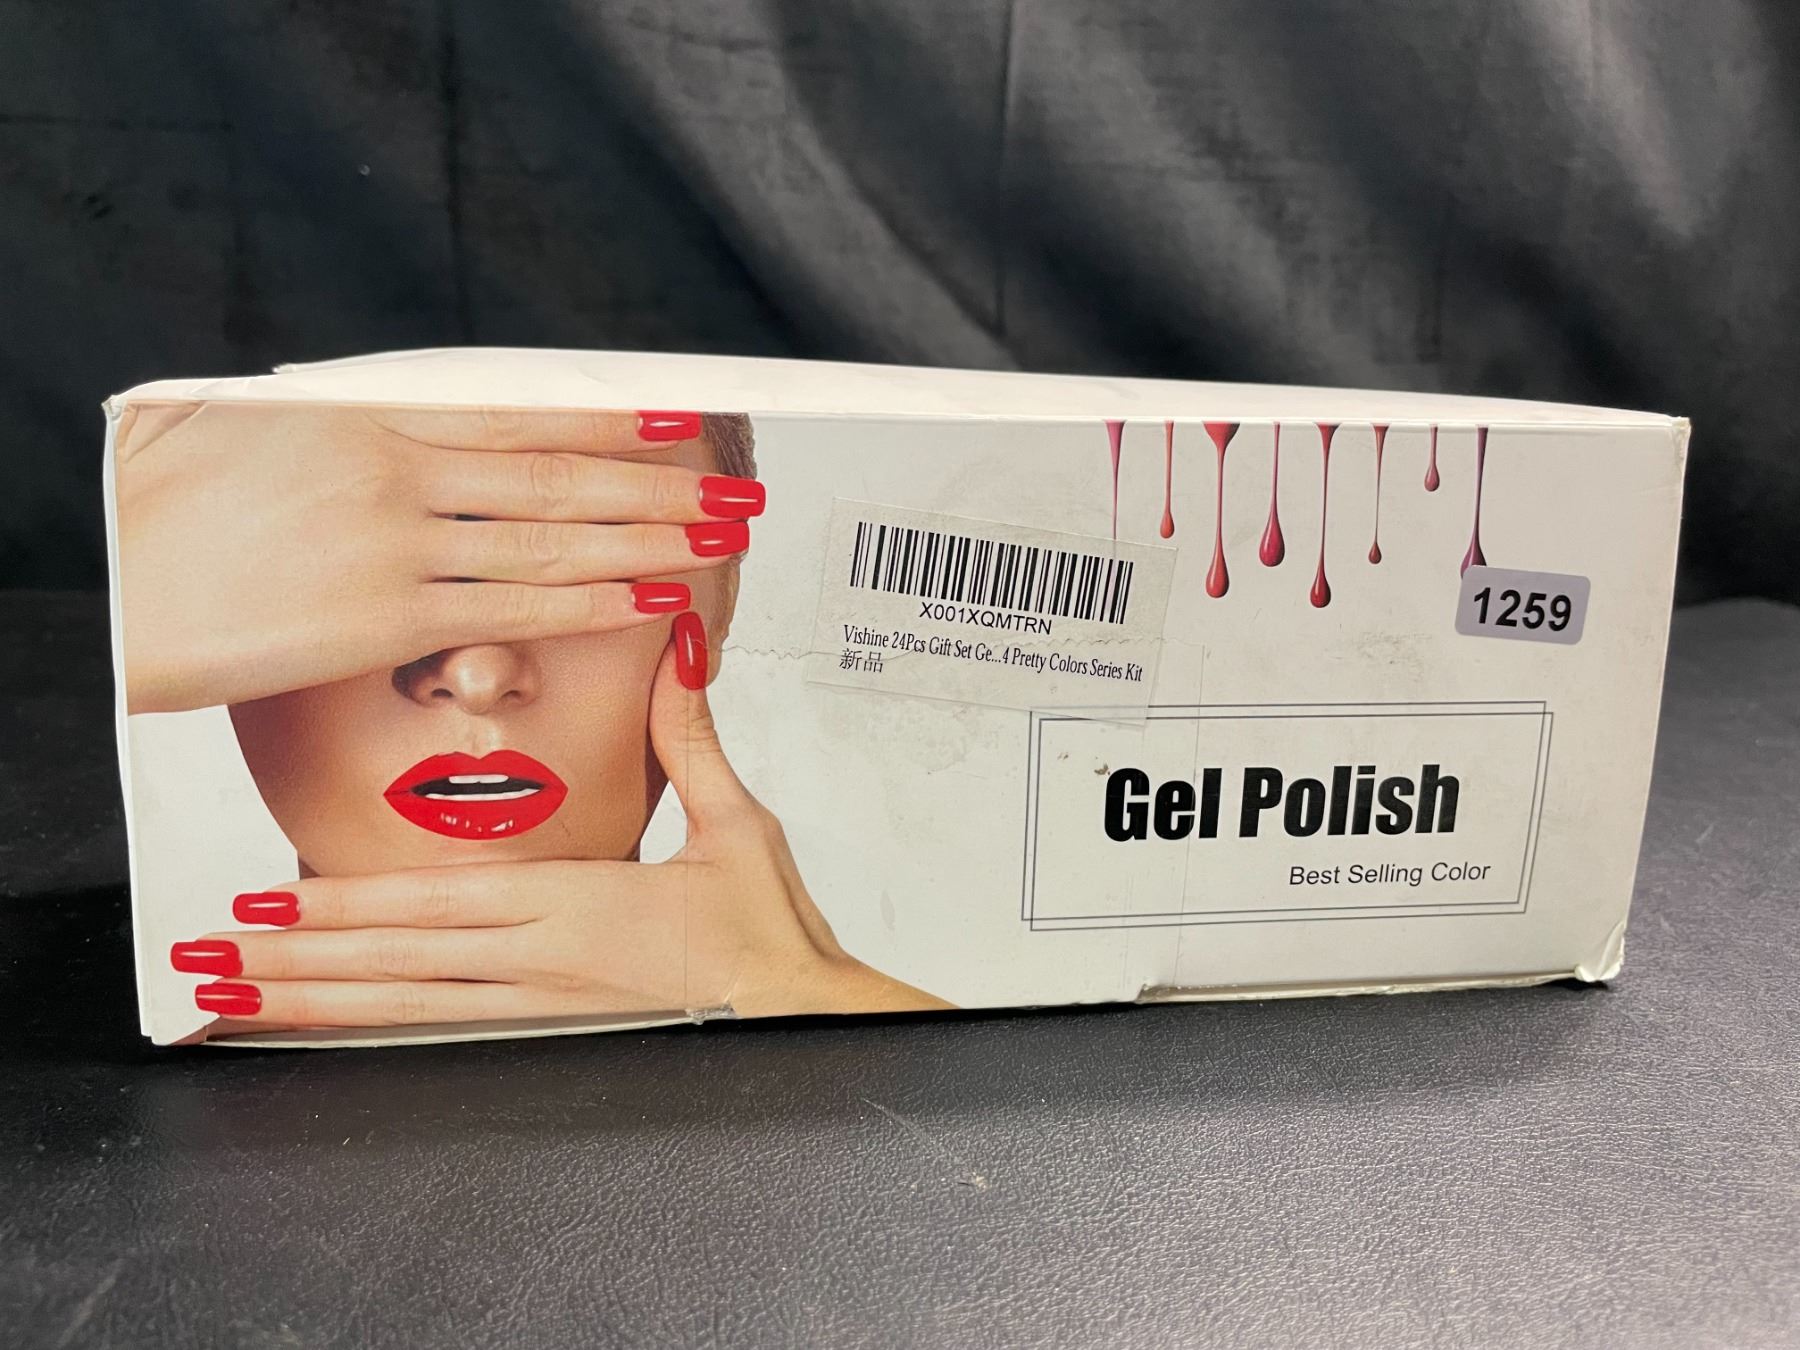 X001XQMTRN
Vishine 24Pcs Gift Set Ge...4 Pretty Colors Series Kit
新品
1259
Gel Polish
Best Selling Color